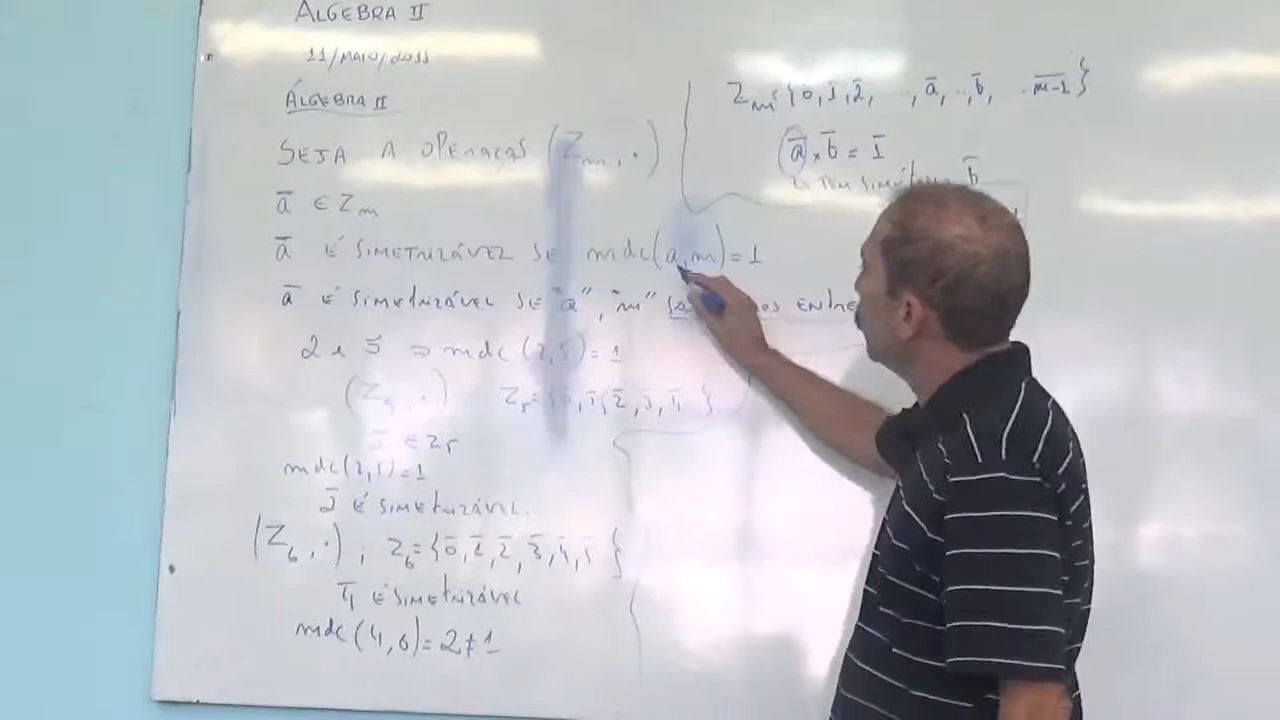 ÁLGEBRA II
11/MAIO/2011
ÁLGEBRA II
SEJA A OPERAÇÃO (Zm, ·)
ā ∈ Zm
ā É SIMETRIZÁVEL SE mdc(a,m)=1
ā É SIMETRIZÁVEL SE "a", "m" ENTRE
2 e 5 ⇒ mdc (2,5)=1
(Z5, ·) Z5={0̄,1̄,2̄,3̄,4̄}
2̄ ∈ Z5
mdc(2,5)=1
2̄ É SIMETRIZÁVEL.
(Z6, ·), Z6={0̄,1̄,2̄,3̄,4̄,5̄}
4̄ É SIMETRIZÁVEL
mdc(4,6)=2≠1
Zm={0̄,1̄,2̄, ..,ā,..,b̄, .m-1}
(ā)×b̄=1̄